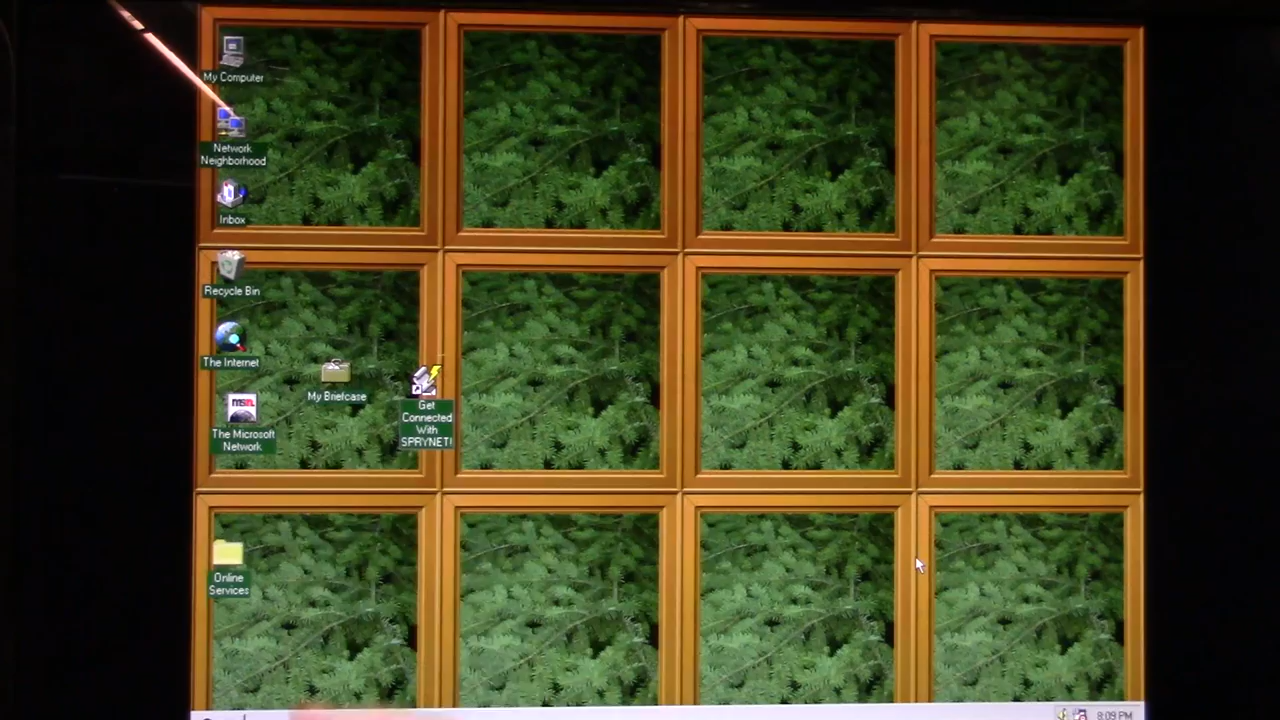 My Computer
Network
Neighborhood
Inbox
Recycle Bin
The Internet
My Briefcase
Get
Connected
With
SPRYNET!
msn
The Microsoft
Network
Online
Services
8:09 PM